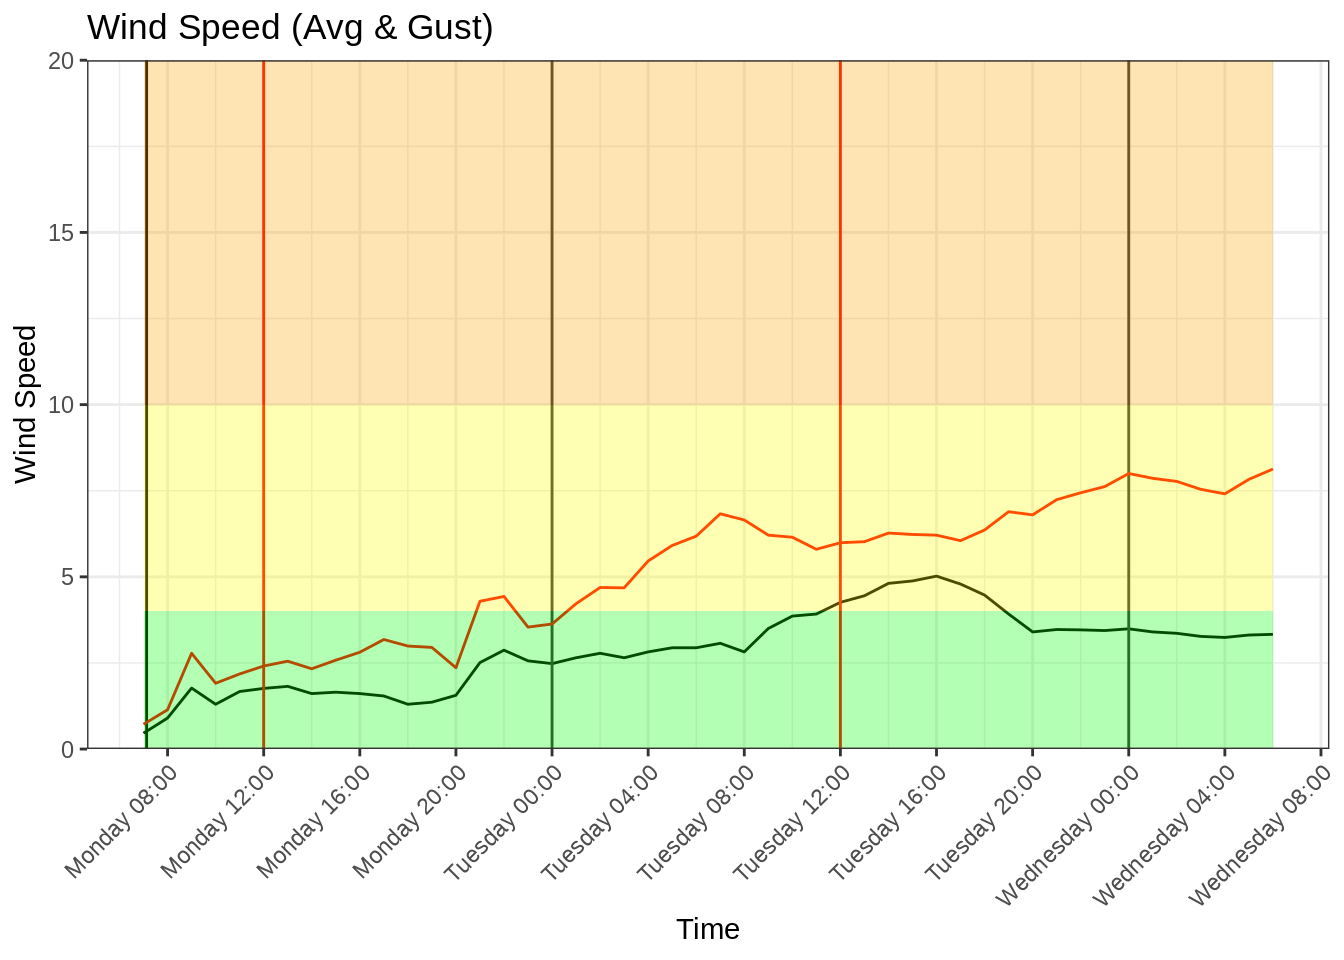 Wind Speed (Avg & Gust)
20
15
10
5
0
Wind Speed
Monday 08:00
Monday 12:00
Monday 16:00
Monday 20:00
Tuesday 00:00
Tuesday 04:00
Tuesday 08:00
Tuesday 12:00
Tuesday 16:00
Tuesday 20:00
Wednesday 00:00
Wednesday 04:00
Wednesday 08:00
Time